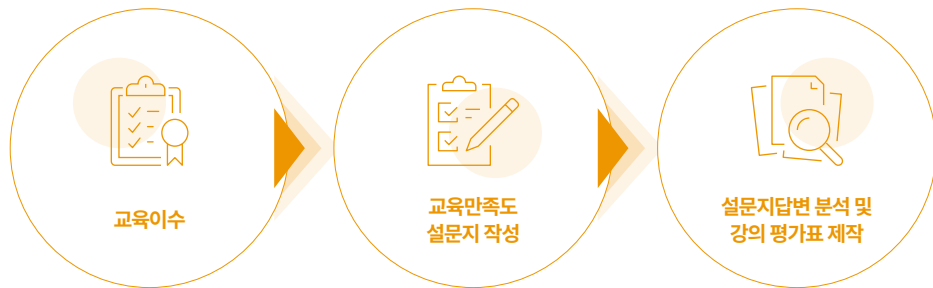 교육이수
교육만족도
설문지 작성
설문지답변 분석 및
강의 평가표 제작